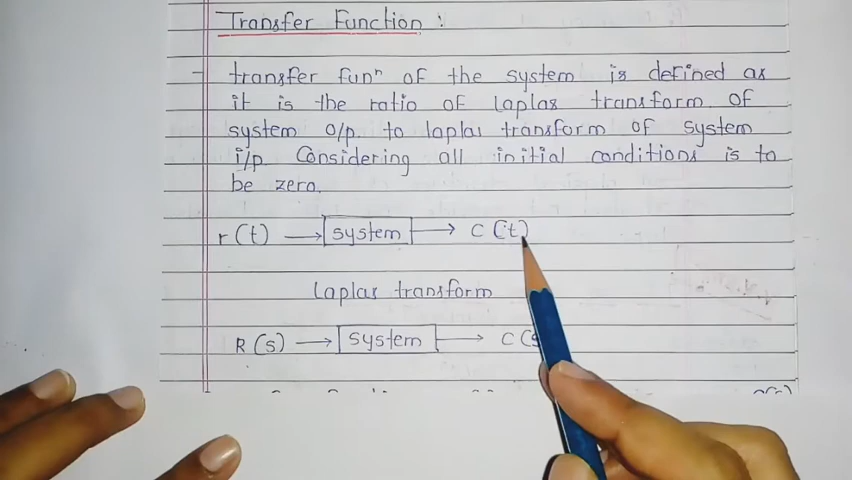 Transfer Function :
- transfer funⁿ of the system is defined as
it is the ratio of laplas transform of
system o/p. to laplas transform of system
i/p. Considering all initial conditions is to
be zero.
r(t) → system → C(t)
laplas transform
R(s) → system → C(s